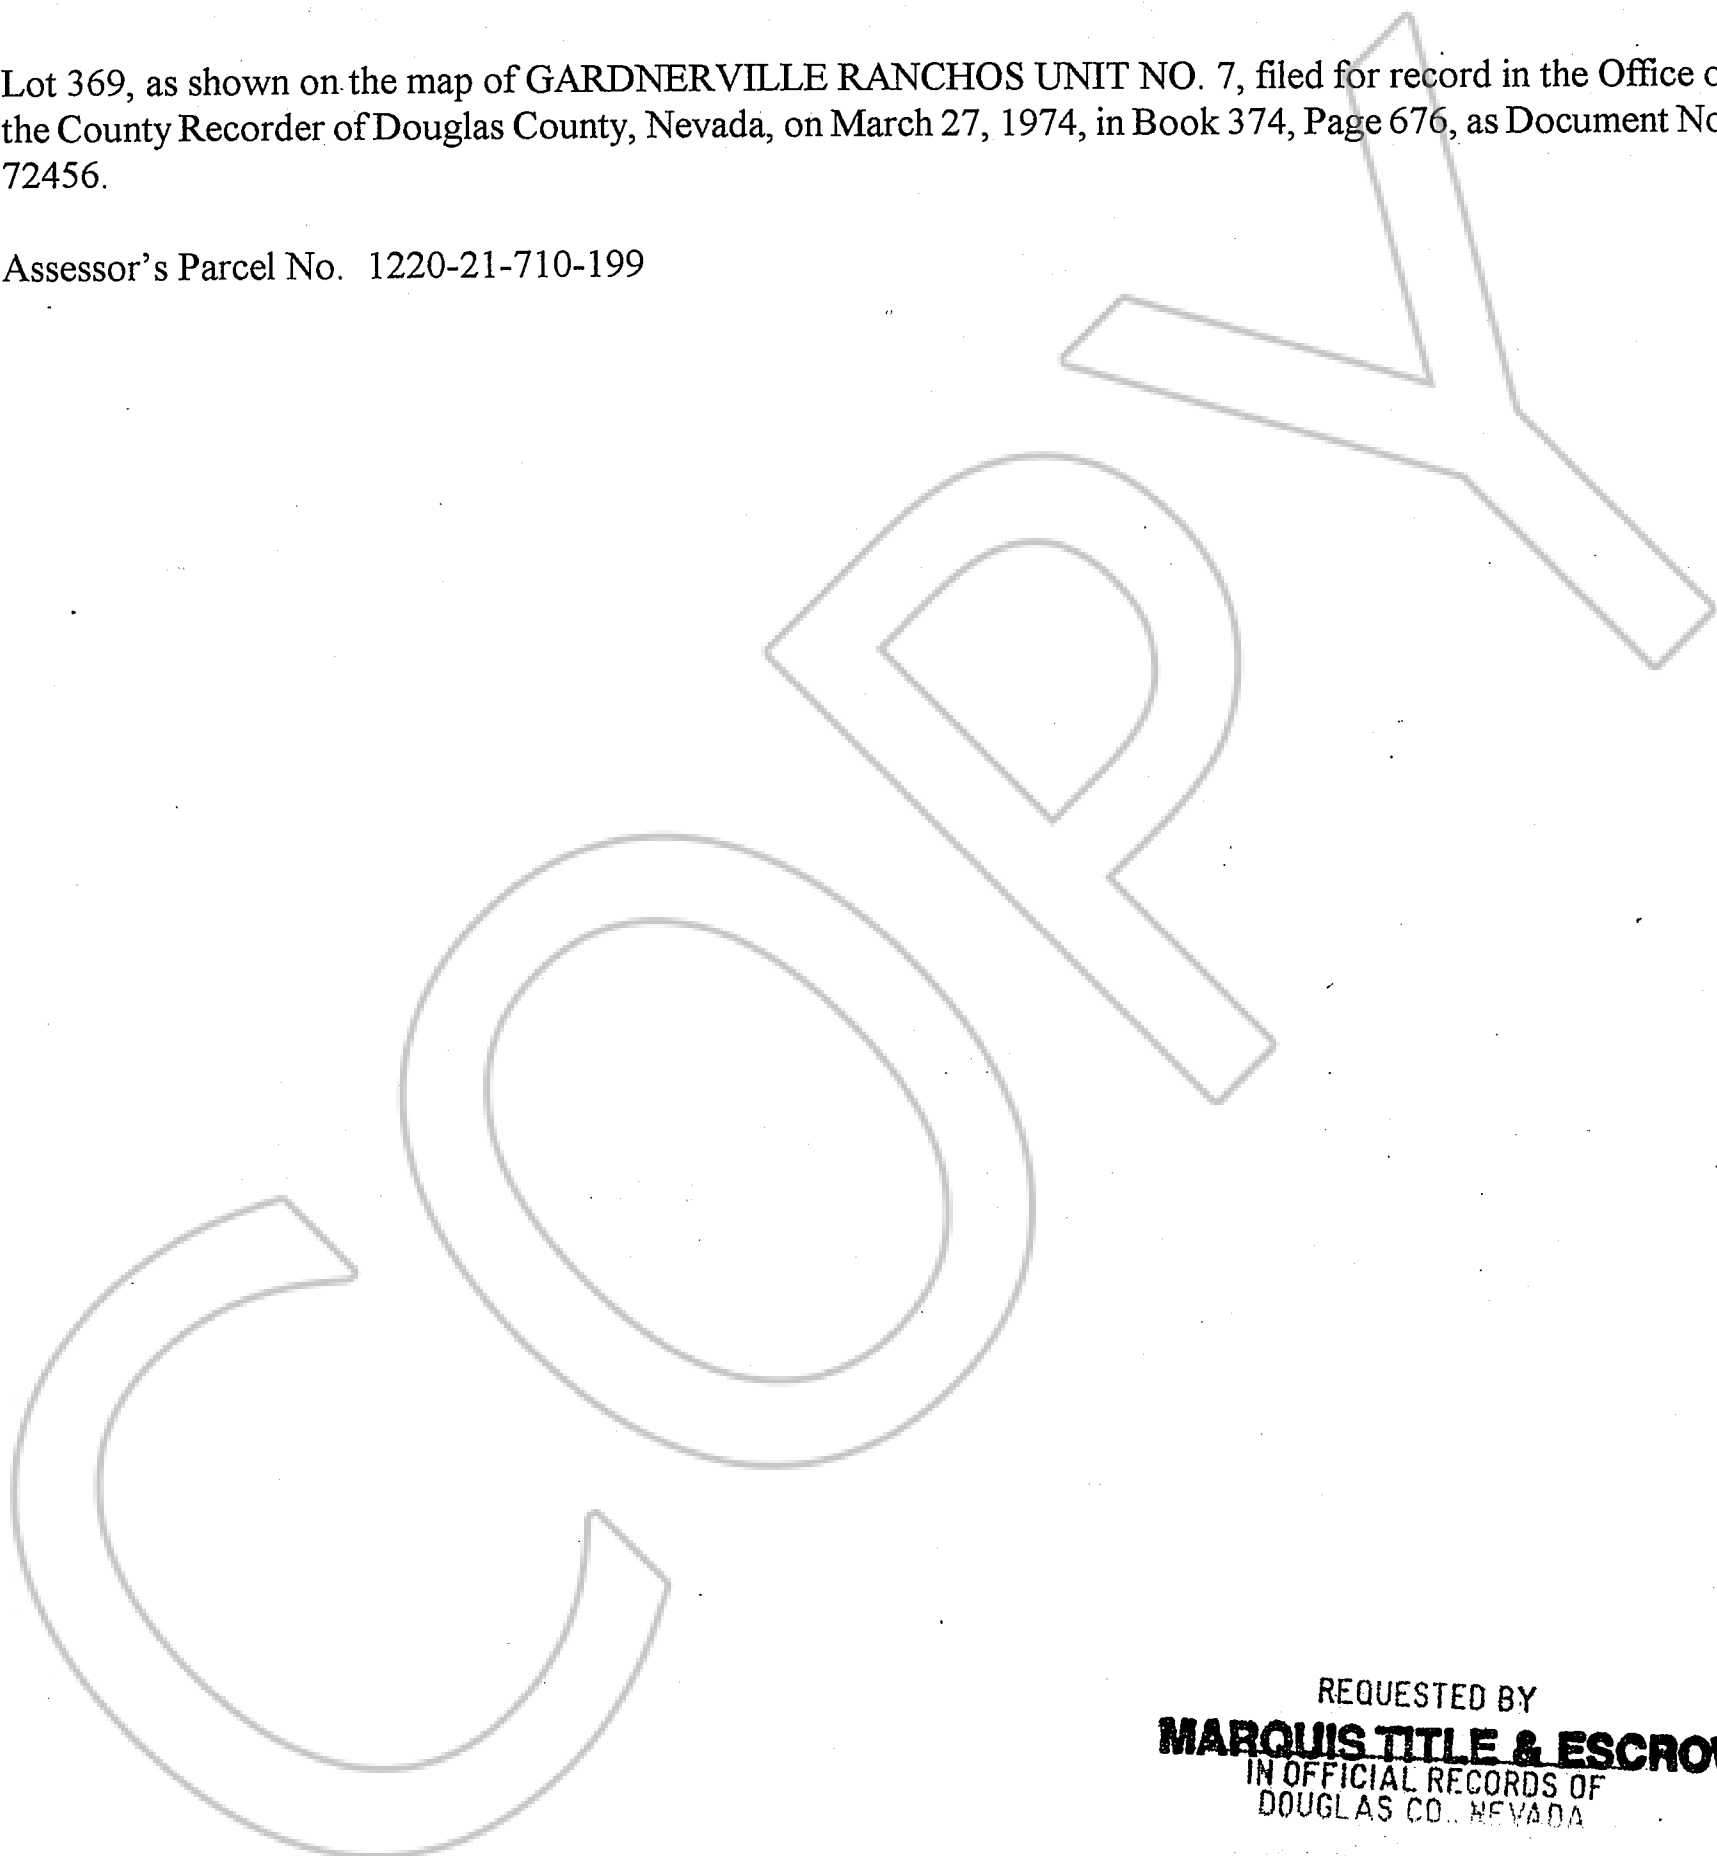 Lot 369, as shown on the map of GARDNERVILLE RANCHOS UNIT NO. 7, filed for record in the Office
the County Recorder of Douglas County, Nevada, on March 27, 1974, in Book 374, Page 676, as Document No
72456.
Assessor's Parcel No. 1220-21-710-199
COPY
REQUESTED BY
MARQUIS TITLE & ESCROW
IN OFFICIAL RECORDS OF
DOUGLAS CO., NEVADA